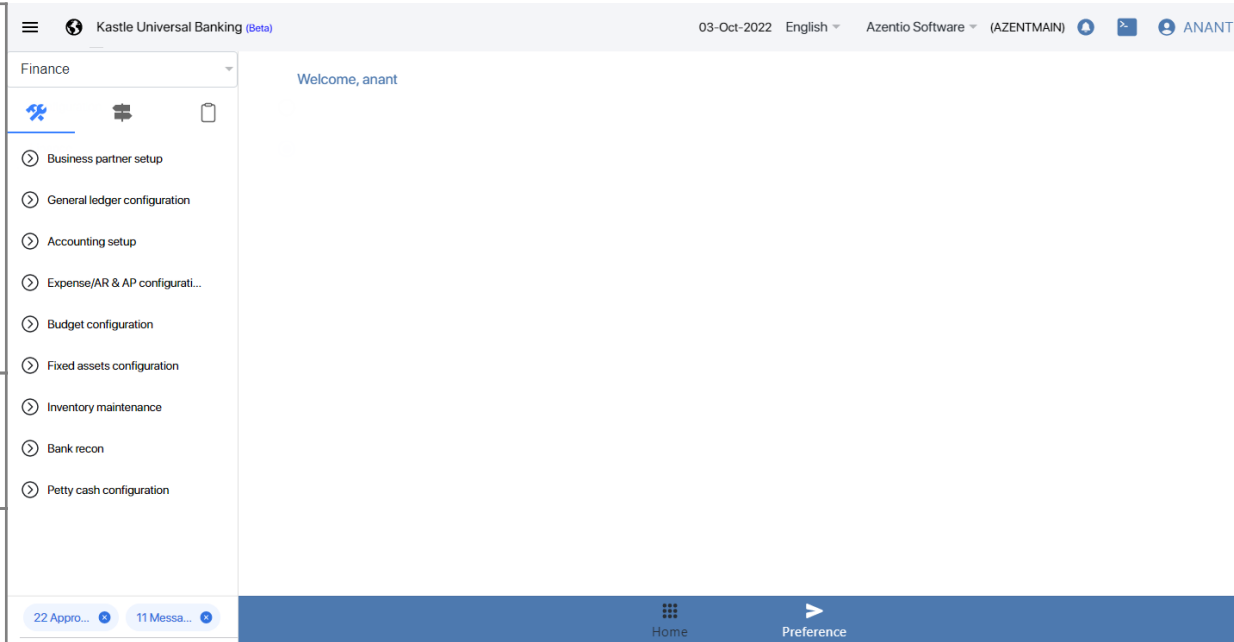 Kastle Universal Banking (Beta) 03-Oct-2022 English Azentio Software (AZENTMAIN) ANANT
Finance
Welcome, anant
Business partner setup
General ledger configuration
Accounting setup
Expense/AR & AP configurati...
Budget configuration
Fixed assets configuration
Inventory maintenance
Bank recon
Petty cash configuration
22 Appro... 11 Messa...
Home Preference